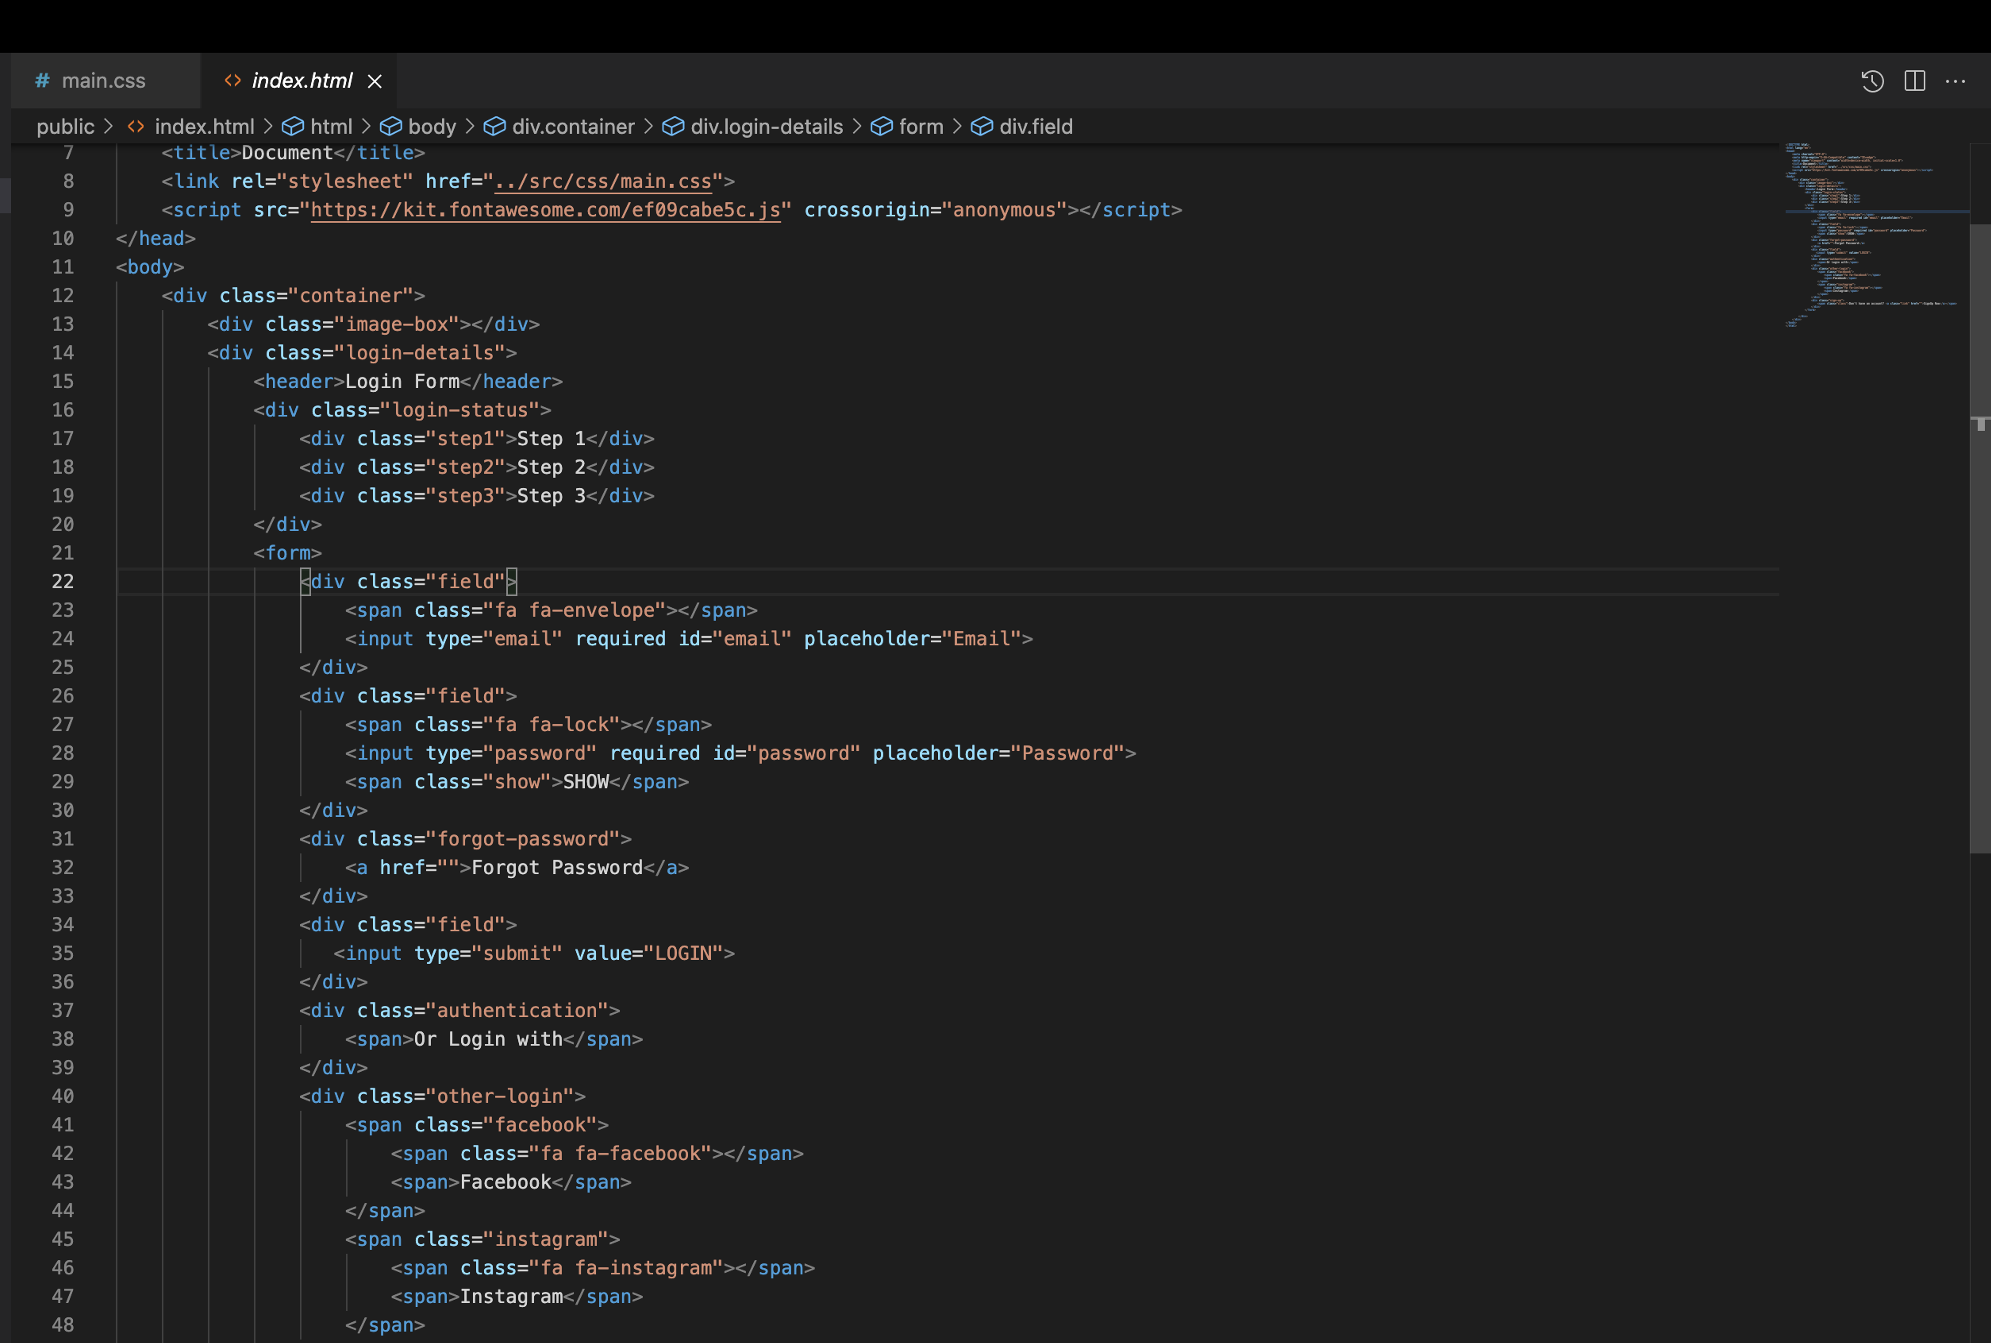 # main.css <> index.html ×
public > <> index.html > html > body > div.container > div.login-details > form > div.field
7 <title>Document</title>
8 <link rel="stylesheet" href="../src/css/main.css">
9 <script src="https://kit.fontawesome.com/ef09cabe5c.js" crossorigin="anonymous"></script>
10 </head>
11 <body>
12 <div class="container">
13 <div class="image-box"></div>
14 <div class="login-details">
15 <header>Login Form</header>
16 <div class="login-status">
17 <div class="step1">Step 1</div>
18 <div class="step2">Step 2</div>
19 <div class="step3">Step 3</div>
20 </div>
21 <form>
22 <div class="field">
23 <span class="fa fa-envelope"></span>
24 <input type="email" required id="email" placeholder="Email">
25 </div>
26 <div class="field">
27 <span class="fa fa-lock"></span>
28 <input type="password" required id="password" placeholder="Password">
29 <span class="show">SHOW</span>
30 </div>
31 <div class="forgot-password">
32 <a href="">Forgot Password</a>
33 </div>
34 <div class="field">
35 <input type="submit" value="LOGIN">
36 </div>
37 <div class="authentication">
38 <span>Or Login with</span>
39 </div>
40 <div class="other-login">
41 <span class="facebook">
42 <span class="fa fa-facebook"></span>
43 <span>Facebook</span>
44 </span>
45 <span class="instagram">
46 <span class="fa fa-instagram"></span>
47 <span>Instagram</span>
48 </span>